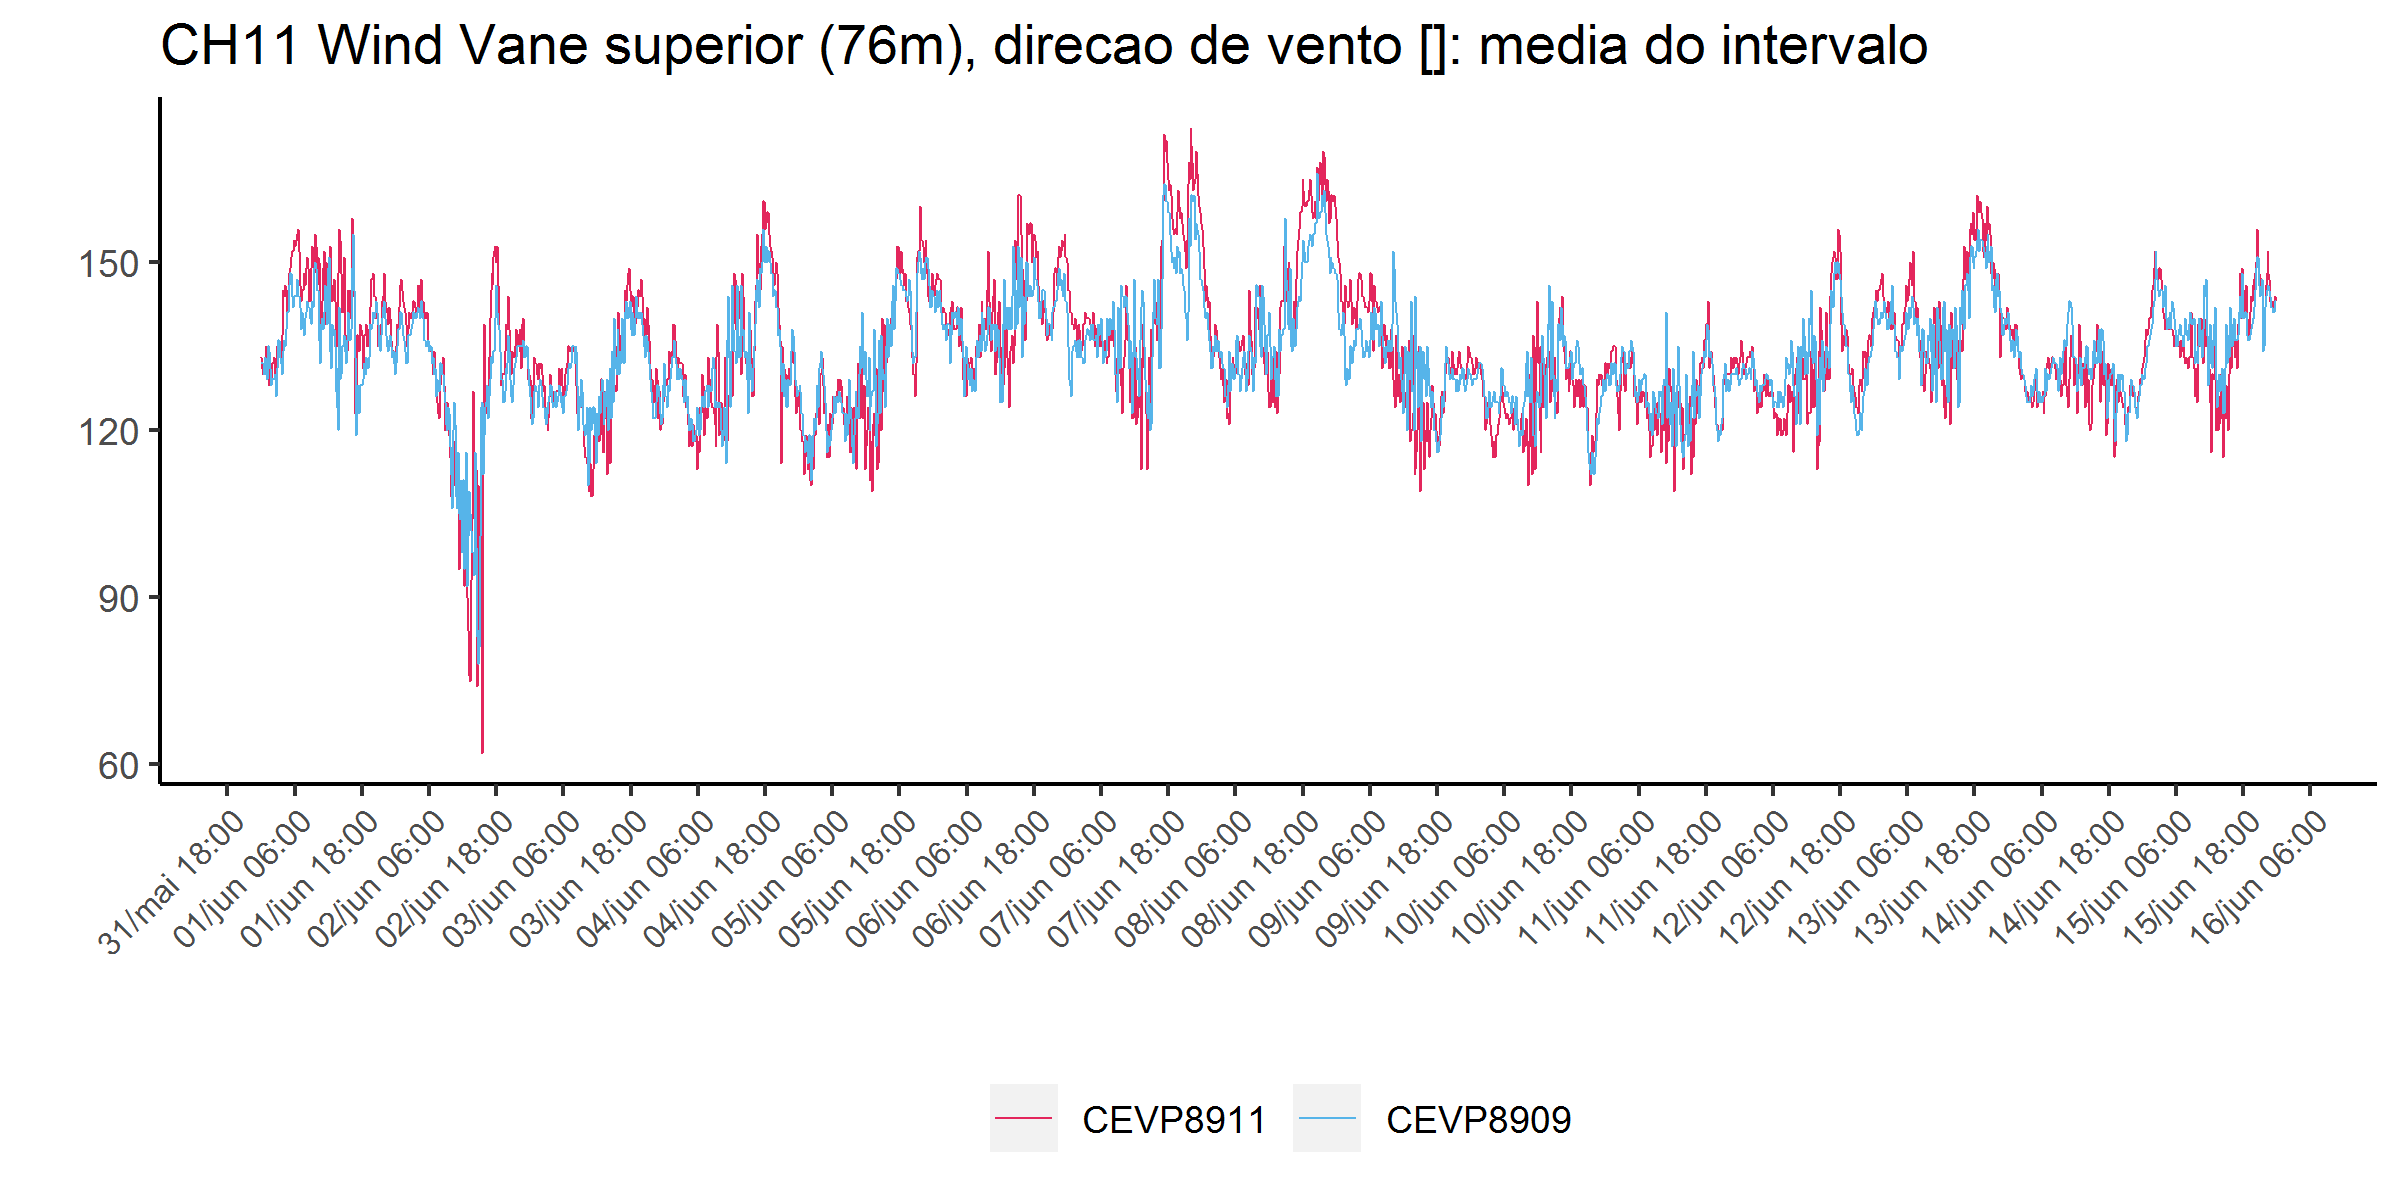 CH11 Wind Vane superior (76m), direcao de vento []: media do intervalo
150
120
90
60
31/mai 18:00
01/jun 06:00
01/jun 18:00
02/jun 06:00
02/jun 18:00
03/jun 06:00
03/jun 18:00
04/jun 06:00
04/jun 18:00
05/jun 06:00
05/jun 18:00
06/jun 06:00
06/jun 18:00
07/jun 06:00
07/jun 18:00
08/jun 06:00
08/jun 18:00
09/jun 06:00
09/jun 18:00
10/jun 06:00
10/jun 18:00
11/jun 06:00
11/jun 18:00
12/jun 06:00
12/jun 18:00
13/jun 06:00
13/jun 18:00
14/jun 06:00
14/jun 18:00
15/jun 06:00
15/jun 18:00
16/jun 06:00
CEVP8911 CEVP8909